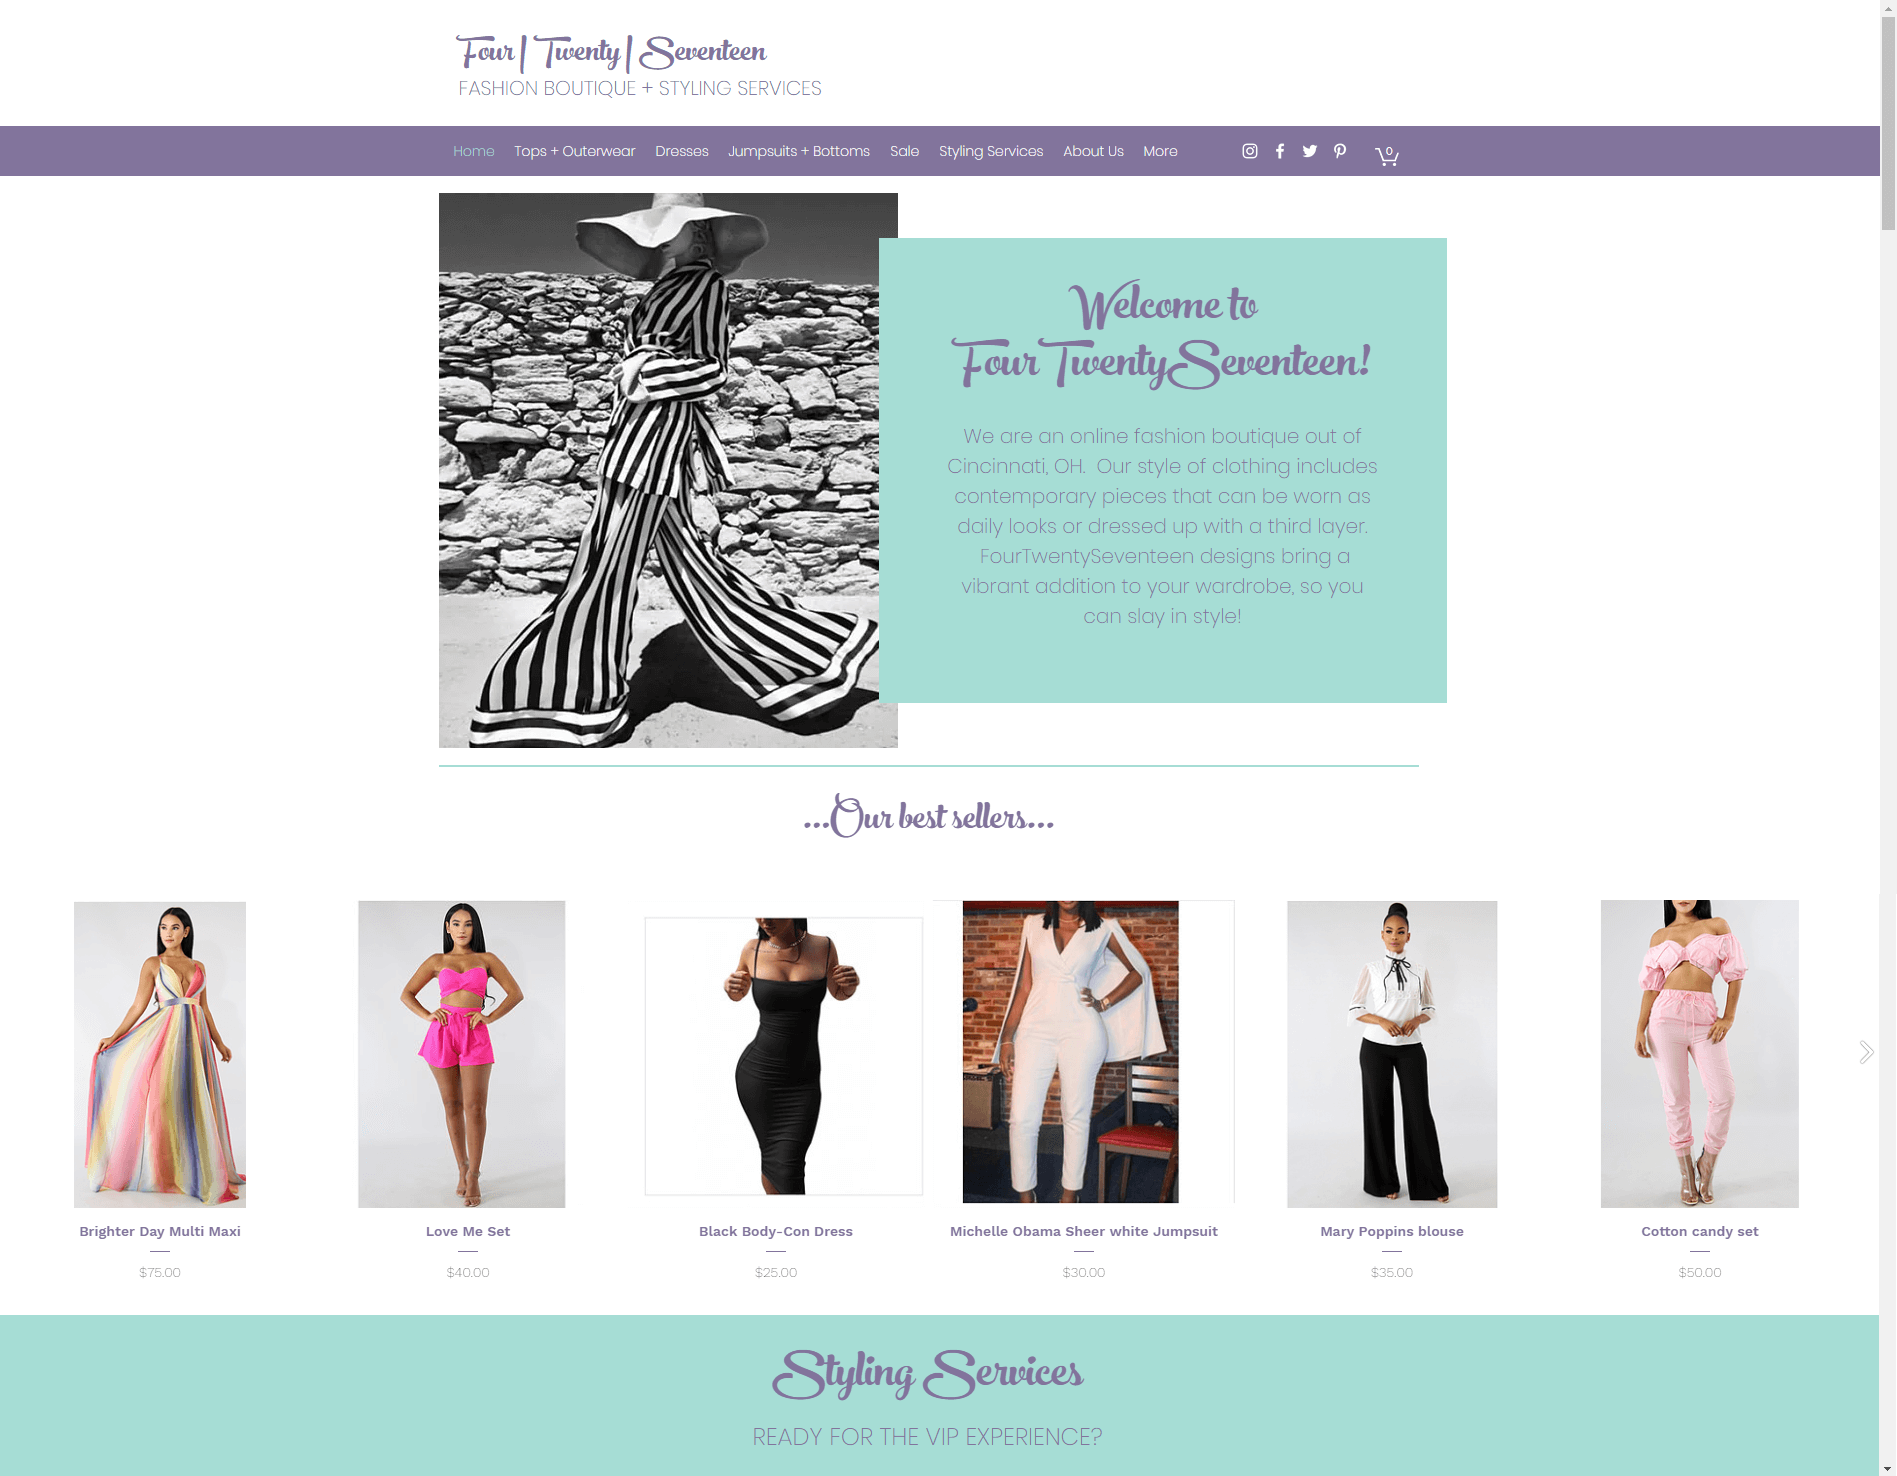 Four | Twenty | Seventeen
FASHION BOUTIQUE + STYLING SERVICES
Home Tops + Outerwear Dresses Jumpsuits + Bottoms Sale Styling Services About Us More 0
Welcome to
FourTwentySeventeen!
We are an online fashion boutique out of
Cincinnati, OH. Our style of clothing includes
contemporary pieces that can be worn as
daily looks or dressed up with a third layer.
FourTwentySeventeen designs bring a
vibrant addition to your wardrobe, so you
can slay in style!
...Our best sellers...
Brighter Day Multi Maxi Love Me Set Black Body-Con Dress Michelle Obama Sheer white Jumpsuit Mary Poppins blouse Cotton candy set
$75.00 $40.00 $25.00 $30.00 $35.00 $50.00
Styling Services
READY FOR THE VIP EXPERIENCE?